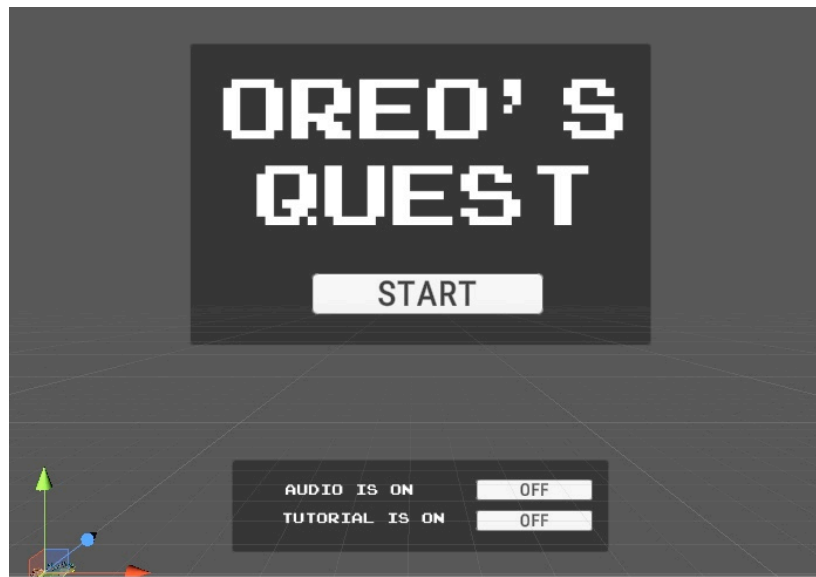 OREO'S
QUEST
START
AUDIO IS ON OFF
TUTORIAL IS ON OFF